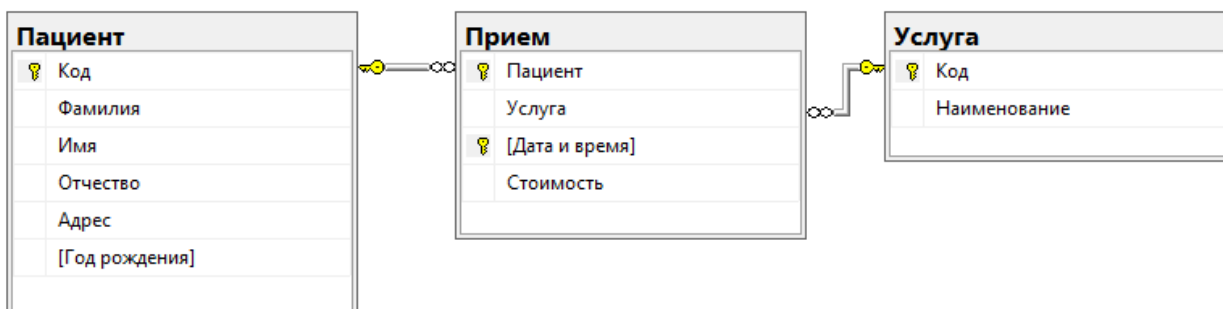 Пациент
Код
Фамилия
Имя
Отчество
Адрес
[Год рождения]
Прием
Пациент
Услуга
[Дата и время]
Стоимость
Услуга
Код
Наименование